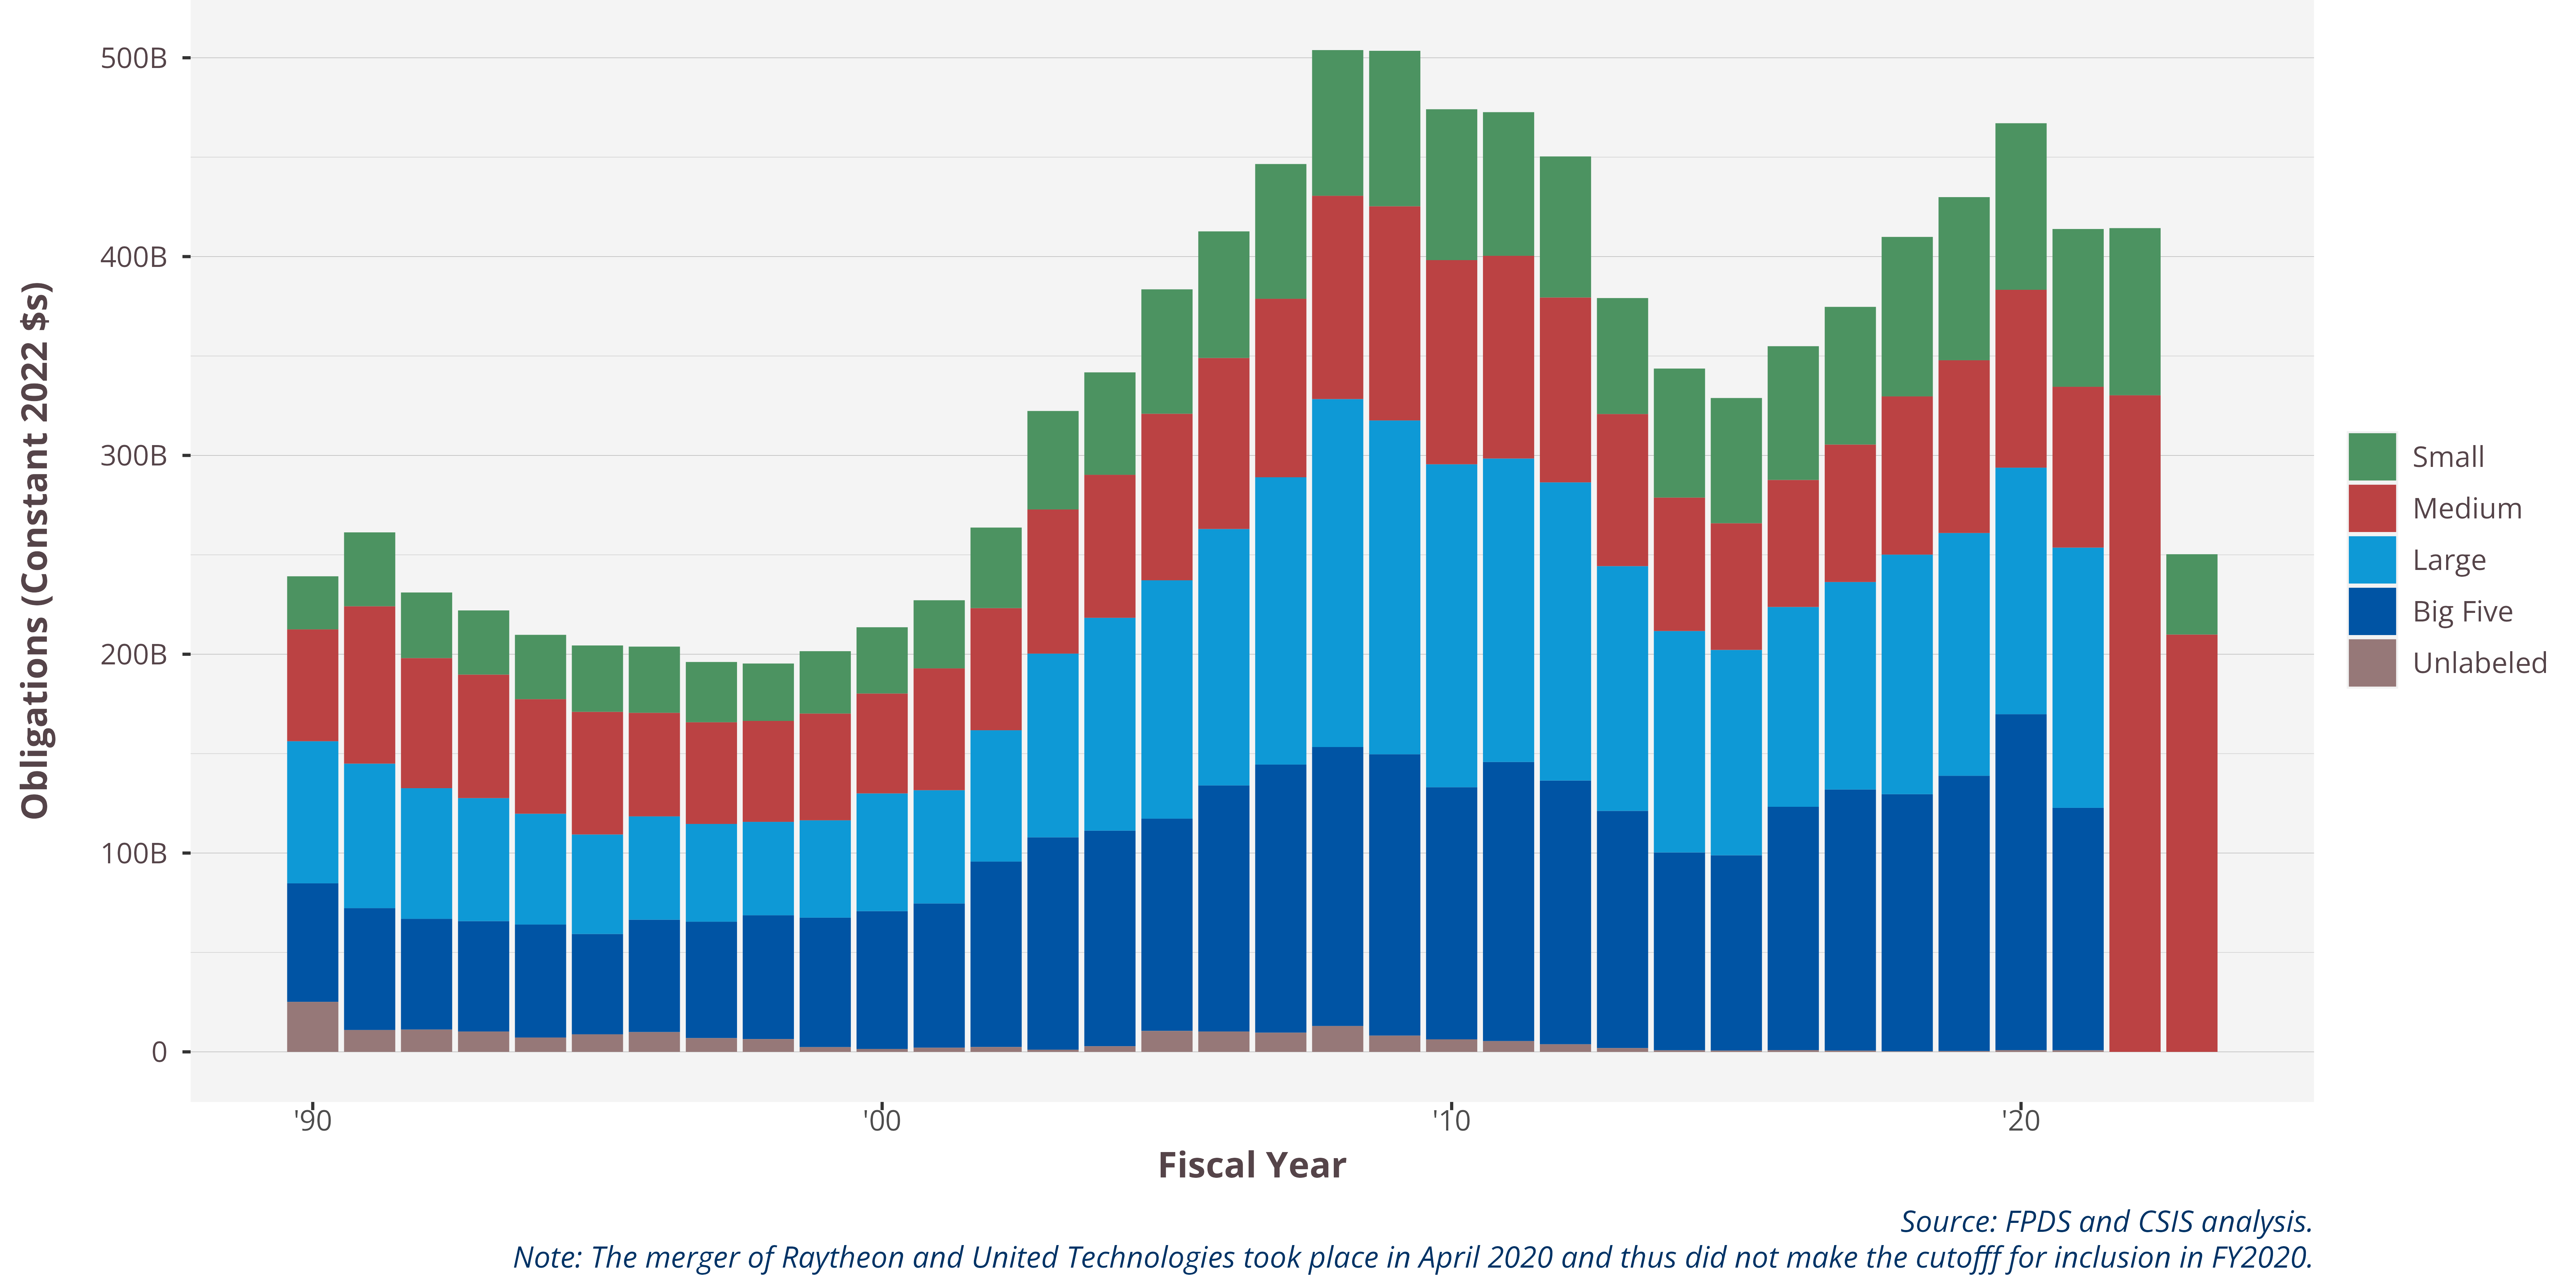 Obligations (Constant 2022 $s)
500B
400B
300B
200B
100B
0
'90
'00
'10
'20
Fiscal Year
Small
Medium
Large
Big Five
Unlabeled
Source: FPDS and CSIS analysis.
Note: The merger of Raytheon and United Technologies took place in April 2020 and thus did not make the cutofff for inclusion in FY2020.